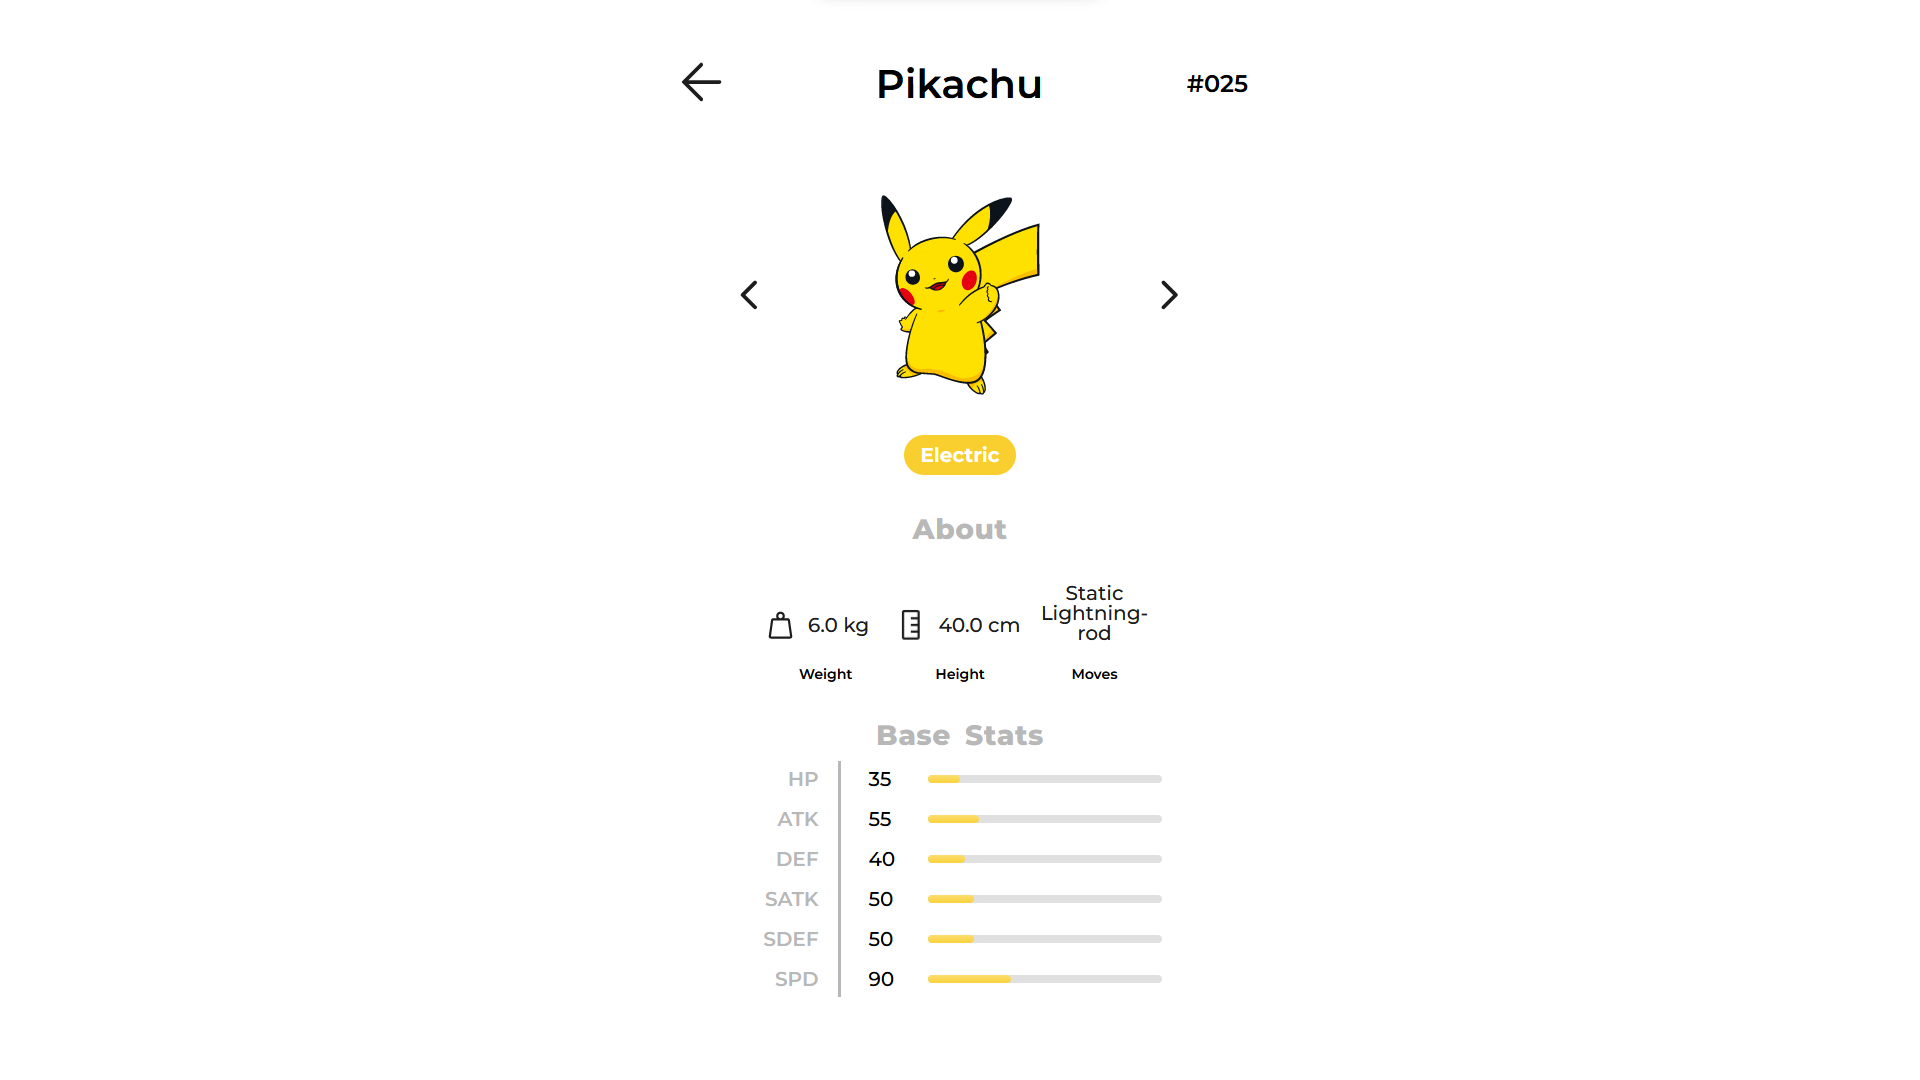 Pikachu
#025
Electric
About
6.0 kg
40.0 cm
Static
Lightning-
rod
Weight
Height
Moves
Base Stats
HP 35
ATK 55
DEF 40
SATK 50
SDEF 50
SPD 90